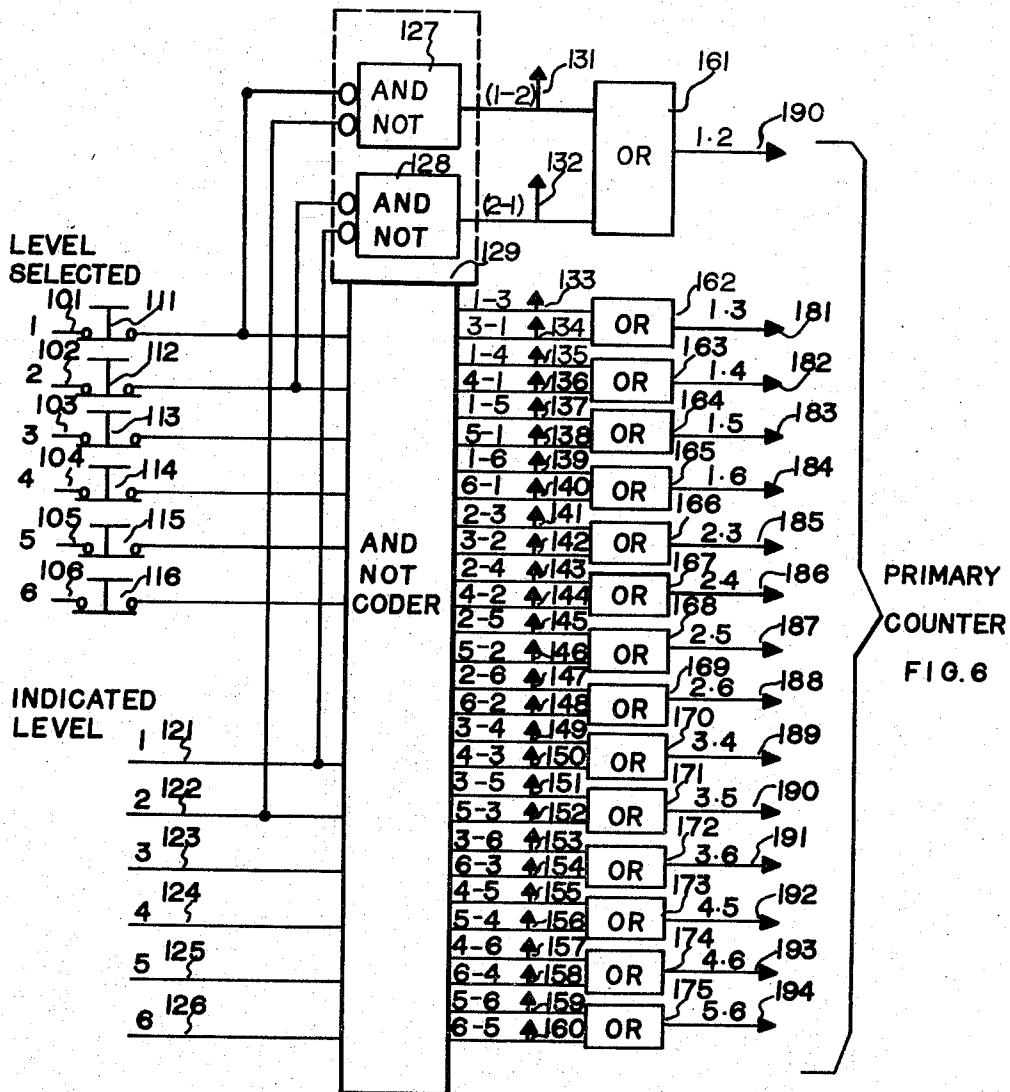 127
AND
NOT
(1-2)
131
161
OR
1·2
190
128
AND
NOT
(2-1)
132
129
LEVEL
SELECTED
1 101 111
2 102 112
3 103 113
4 104 114
5 105 115
6 106 116
AND
NOT
CODER
INDICATED
LEVEL
1 121
2 122
3 123
4 124
5 125
6 126
1-3 133
3-1 134
OR 162 1·3 181
1-4 135
4-1 136
OR 163 1·4 182
1-5 137
5-1 138
OR 164 1·5 183
1-6 139
6-1 140
OR 165 1·6 184
2-3 141
3-2 142
OR 166 2·3 185
2-4 143
4-2 144
OR 167 2·4 186
2-5 145
5-2 146
OR 168 2·5 187
2-6 147
6-2 148
OR 169 2·6 188
3-4 149
4-3 150
OR 170 3·4 189
3-5 151
5-3 152
OR 171 3·5 190
3-6 153
6-3 154
OR 172 3·6 191
4-5 155
5-4 156
OR 173 4·5 192
4-6 157
6-4 158
OR 174 4·6 193
5-6 159
6-5 160
OR 175 5·6 194
PRIMARY
COUNTER
FIG.6